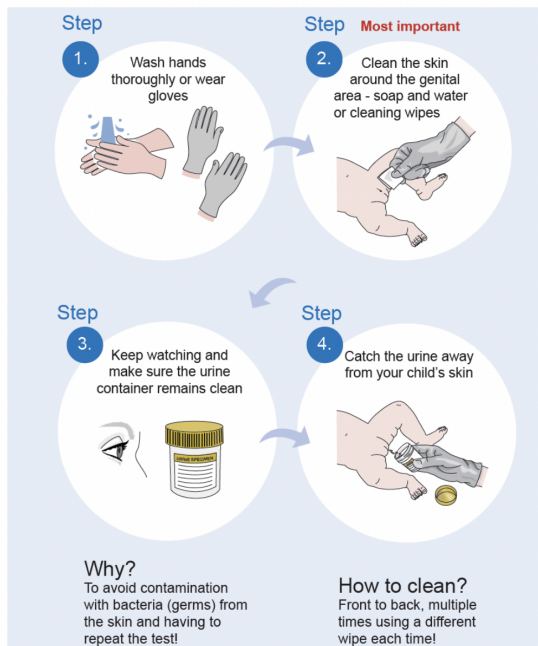 Step
1.
Wash hands
thoroughly or wear
gloves
Step
Most important
2.
Clean the skin
around the genital
area - soap and water
or cleaning wipes
Step
3.
Keep watching and
make sure the urine
container remains clean
URINE SPECIMEN
Step
4.
Catch the urine away
from your child's skin
Why?
To avoid contamination
with bacteria (germs) from
the skin and having to
repeat the test!
How to clean?
Front to back, multiple
times using a different
wipe each time!